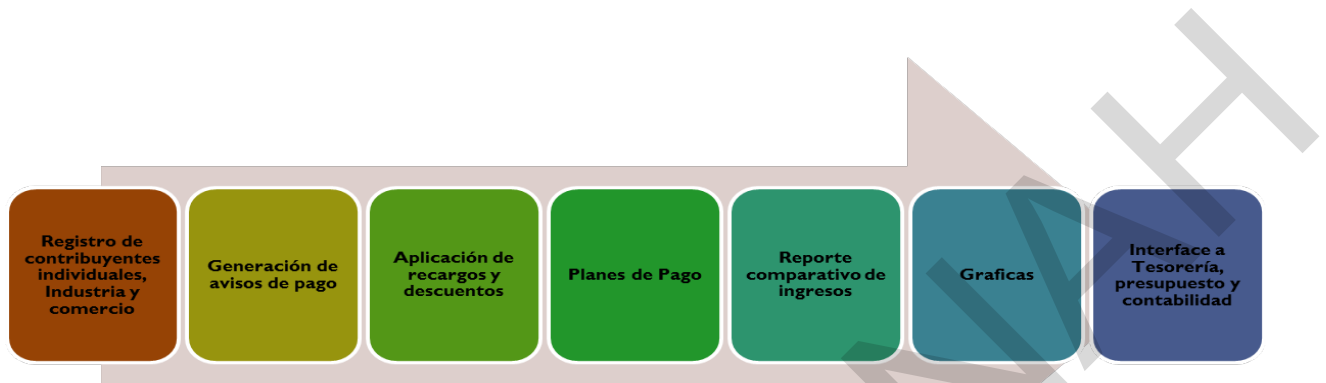 Registro de
contribuyentes
individuales,
Industria y
comercio
Generación de
avisos de pago
Aplicación de
recargos y
descuentos
Planes de Pago
Reporte
comparativo de
ingresos
Graficas
Interface a
Tesorería,
presupuesto y
contabilidad
MAH